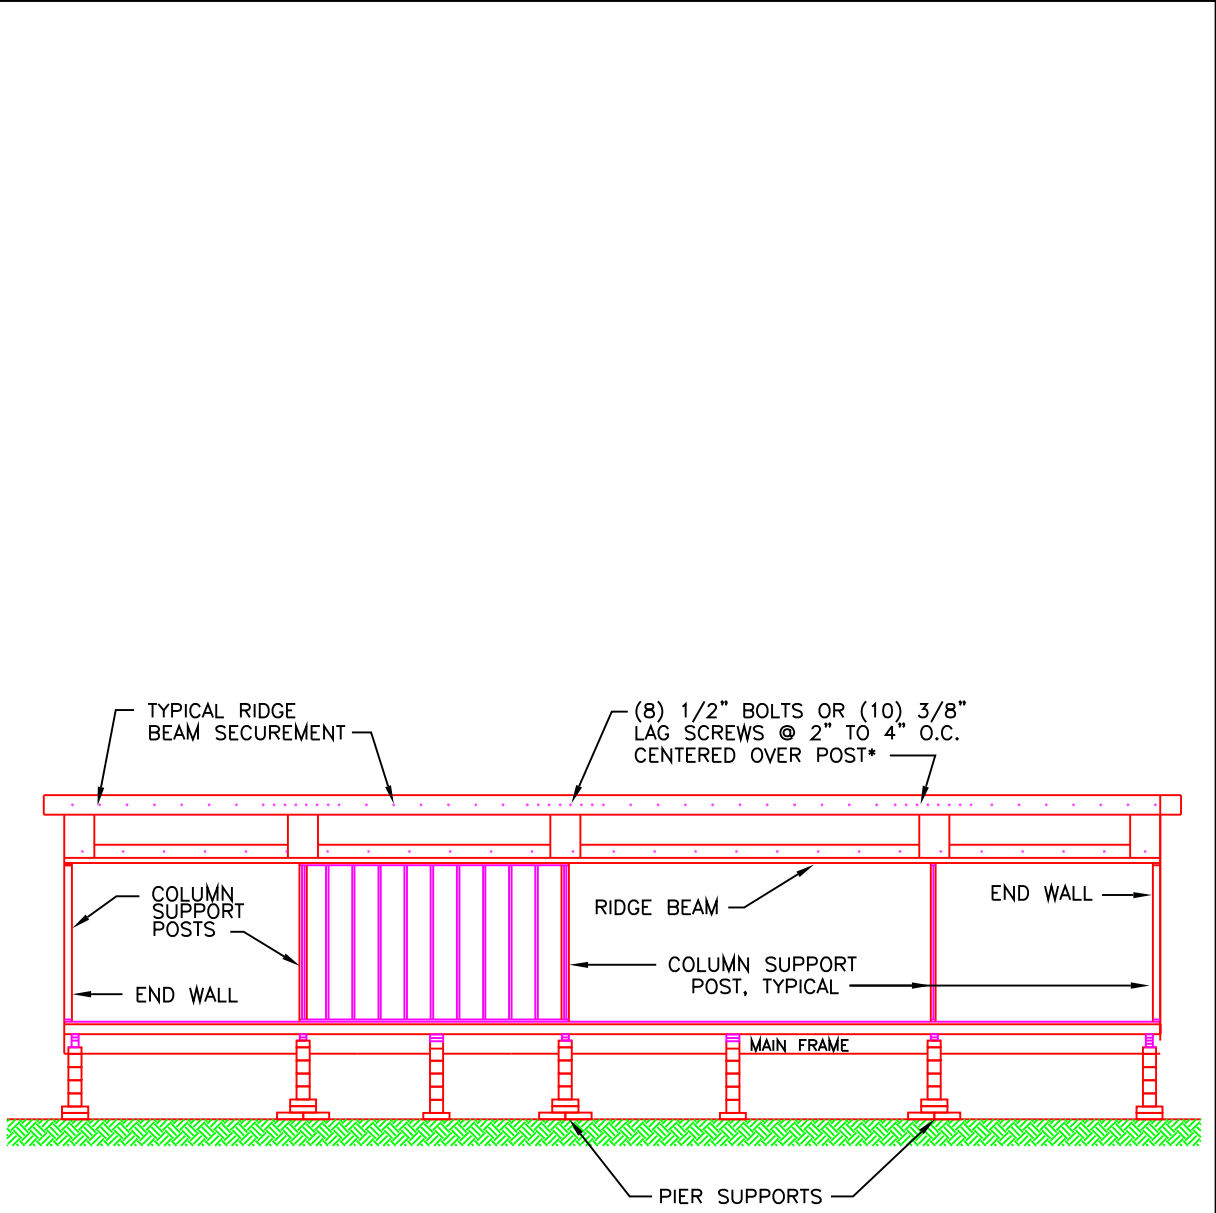 TYPICAL RIDGE
BEAM SECUREMENT
(8) 1/2" BOLTS OR (10) 3/8"
LAG SCREWS @ 2" TO 4" O.C.
CENTERED OVER POST*
COLUMN
SUPPORT
POSTS
END WALL
RIDGE BEAM
END WALL
COLUMN SUPPORT
POST, TYPICAL
MAIN FRAME
PIER SUPPORTS